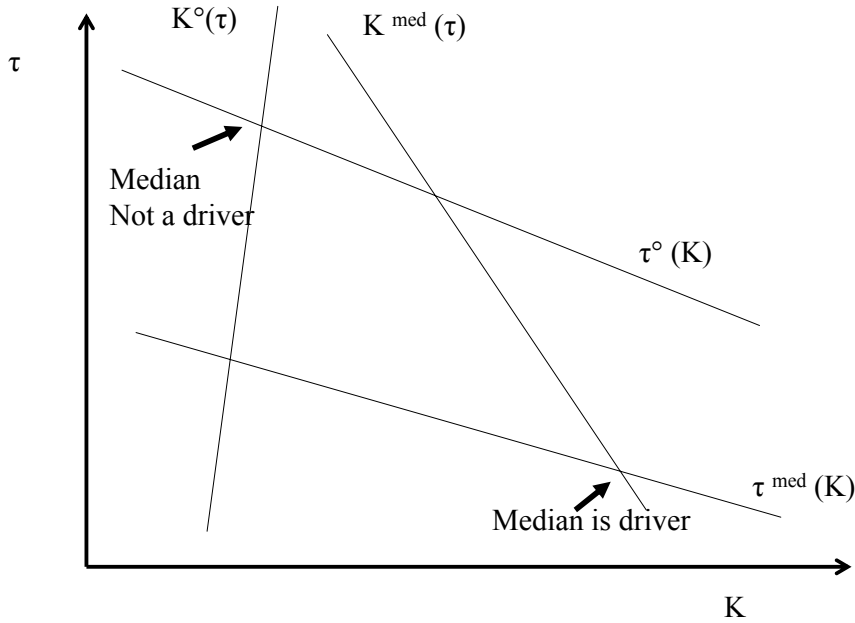 K°(τ)
K ᵐᵉᵈ (τ)
τ
Median
Not a driver
τ° (K)
τ ᵐᵉᵈ (K)
Median is driver
K